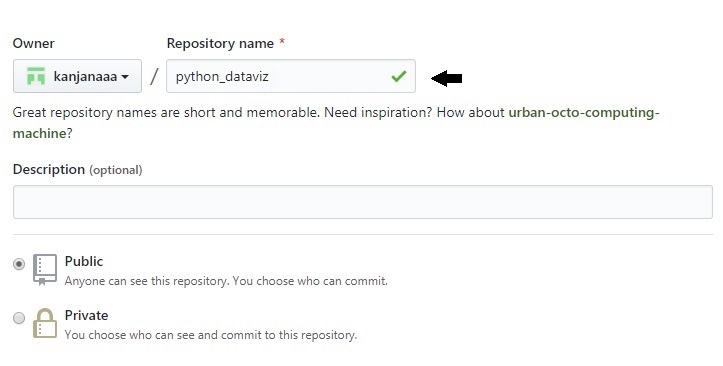 Owner
Repository name *
kanjanaaa / python_dataviz
Great repository names are short and memorable. Need inspiration? How about urban-octo-computing-
machine?
Description (optional)
Public
Anyone can see this repository. You choose who can commit.
Private
You choose who can see and commit to this repository.